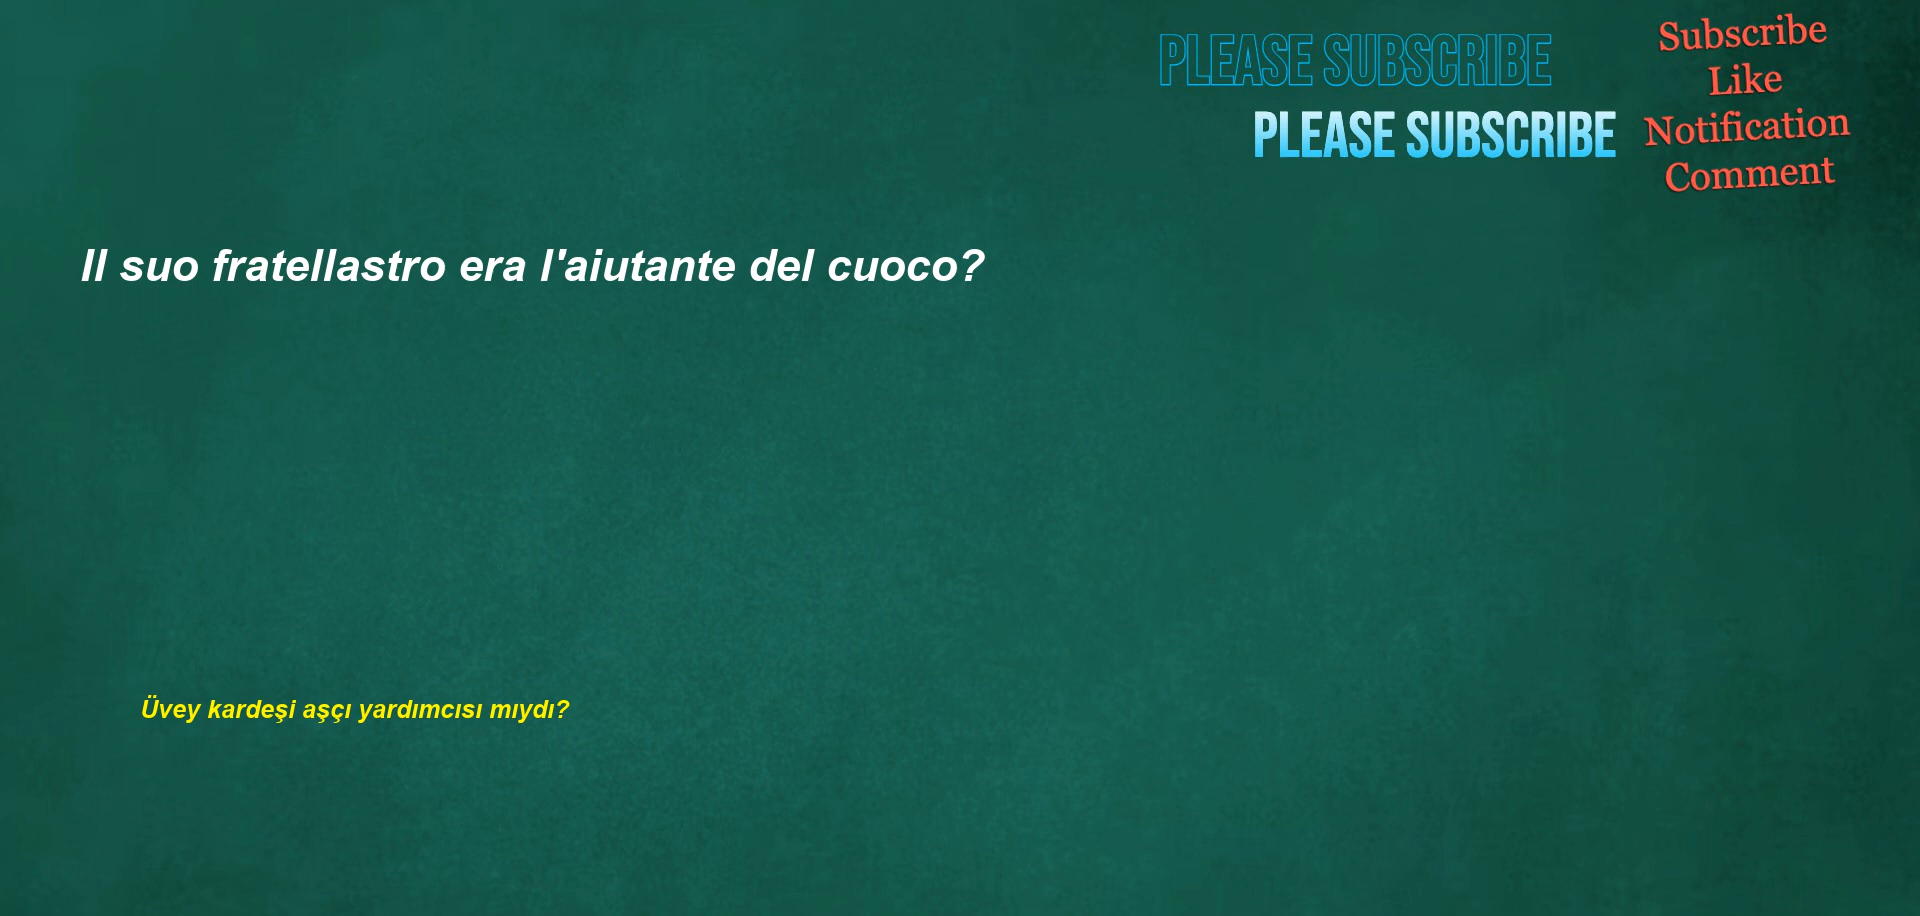 PLEASE SUBSCRIBE
PLEASE SUBSCRIBE
Subscribe
Like
Notification
Comment
Il suo fratellastro era l'aiutante del cuoco?
Üvey kardeşi aşçı yardımcısı mıydı?